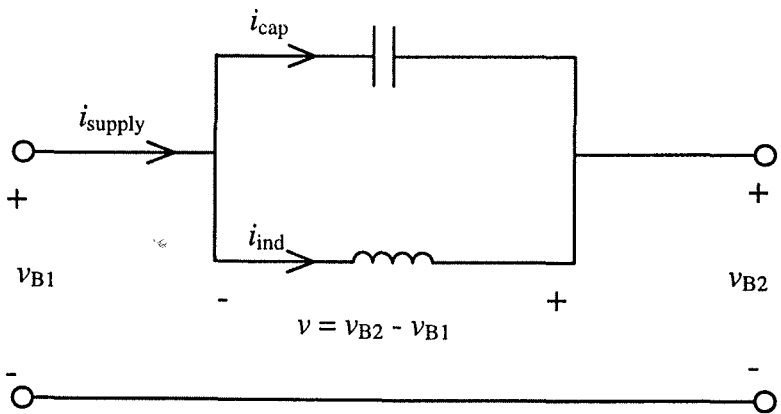 i_cap
i_supply
+
+
i_ind
v_B1
v_B2
- +
v = v_B2 - v_B1
-
-